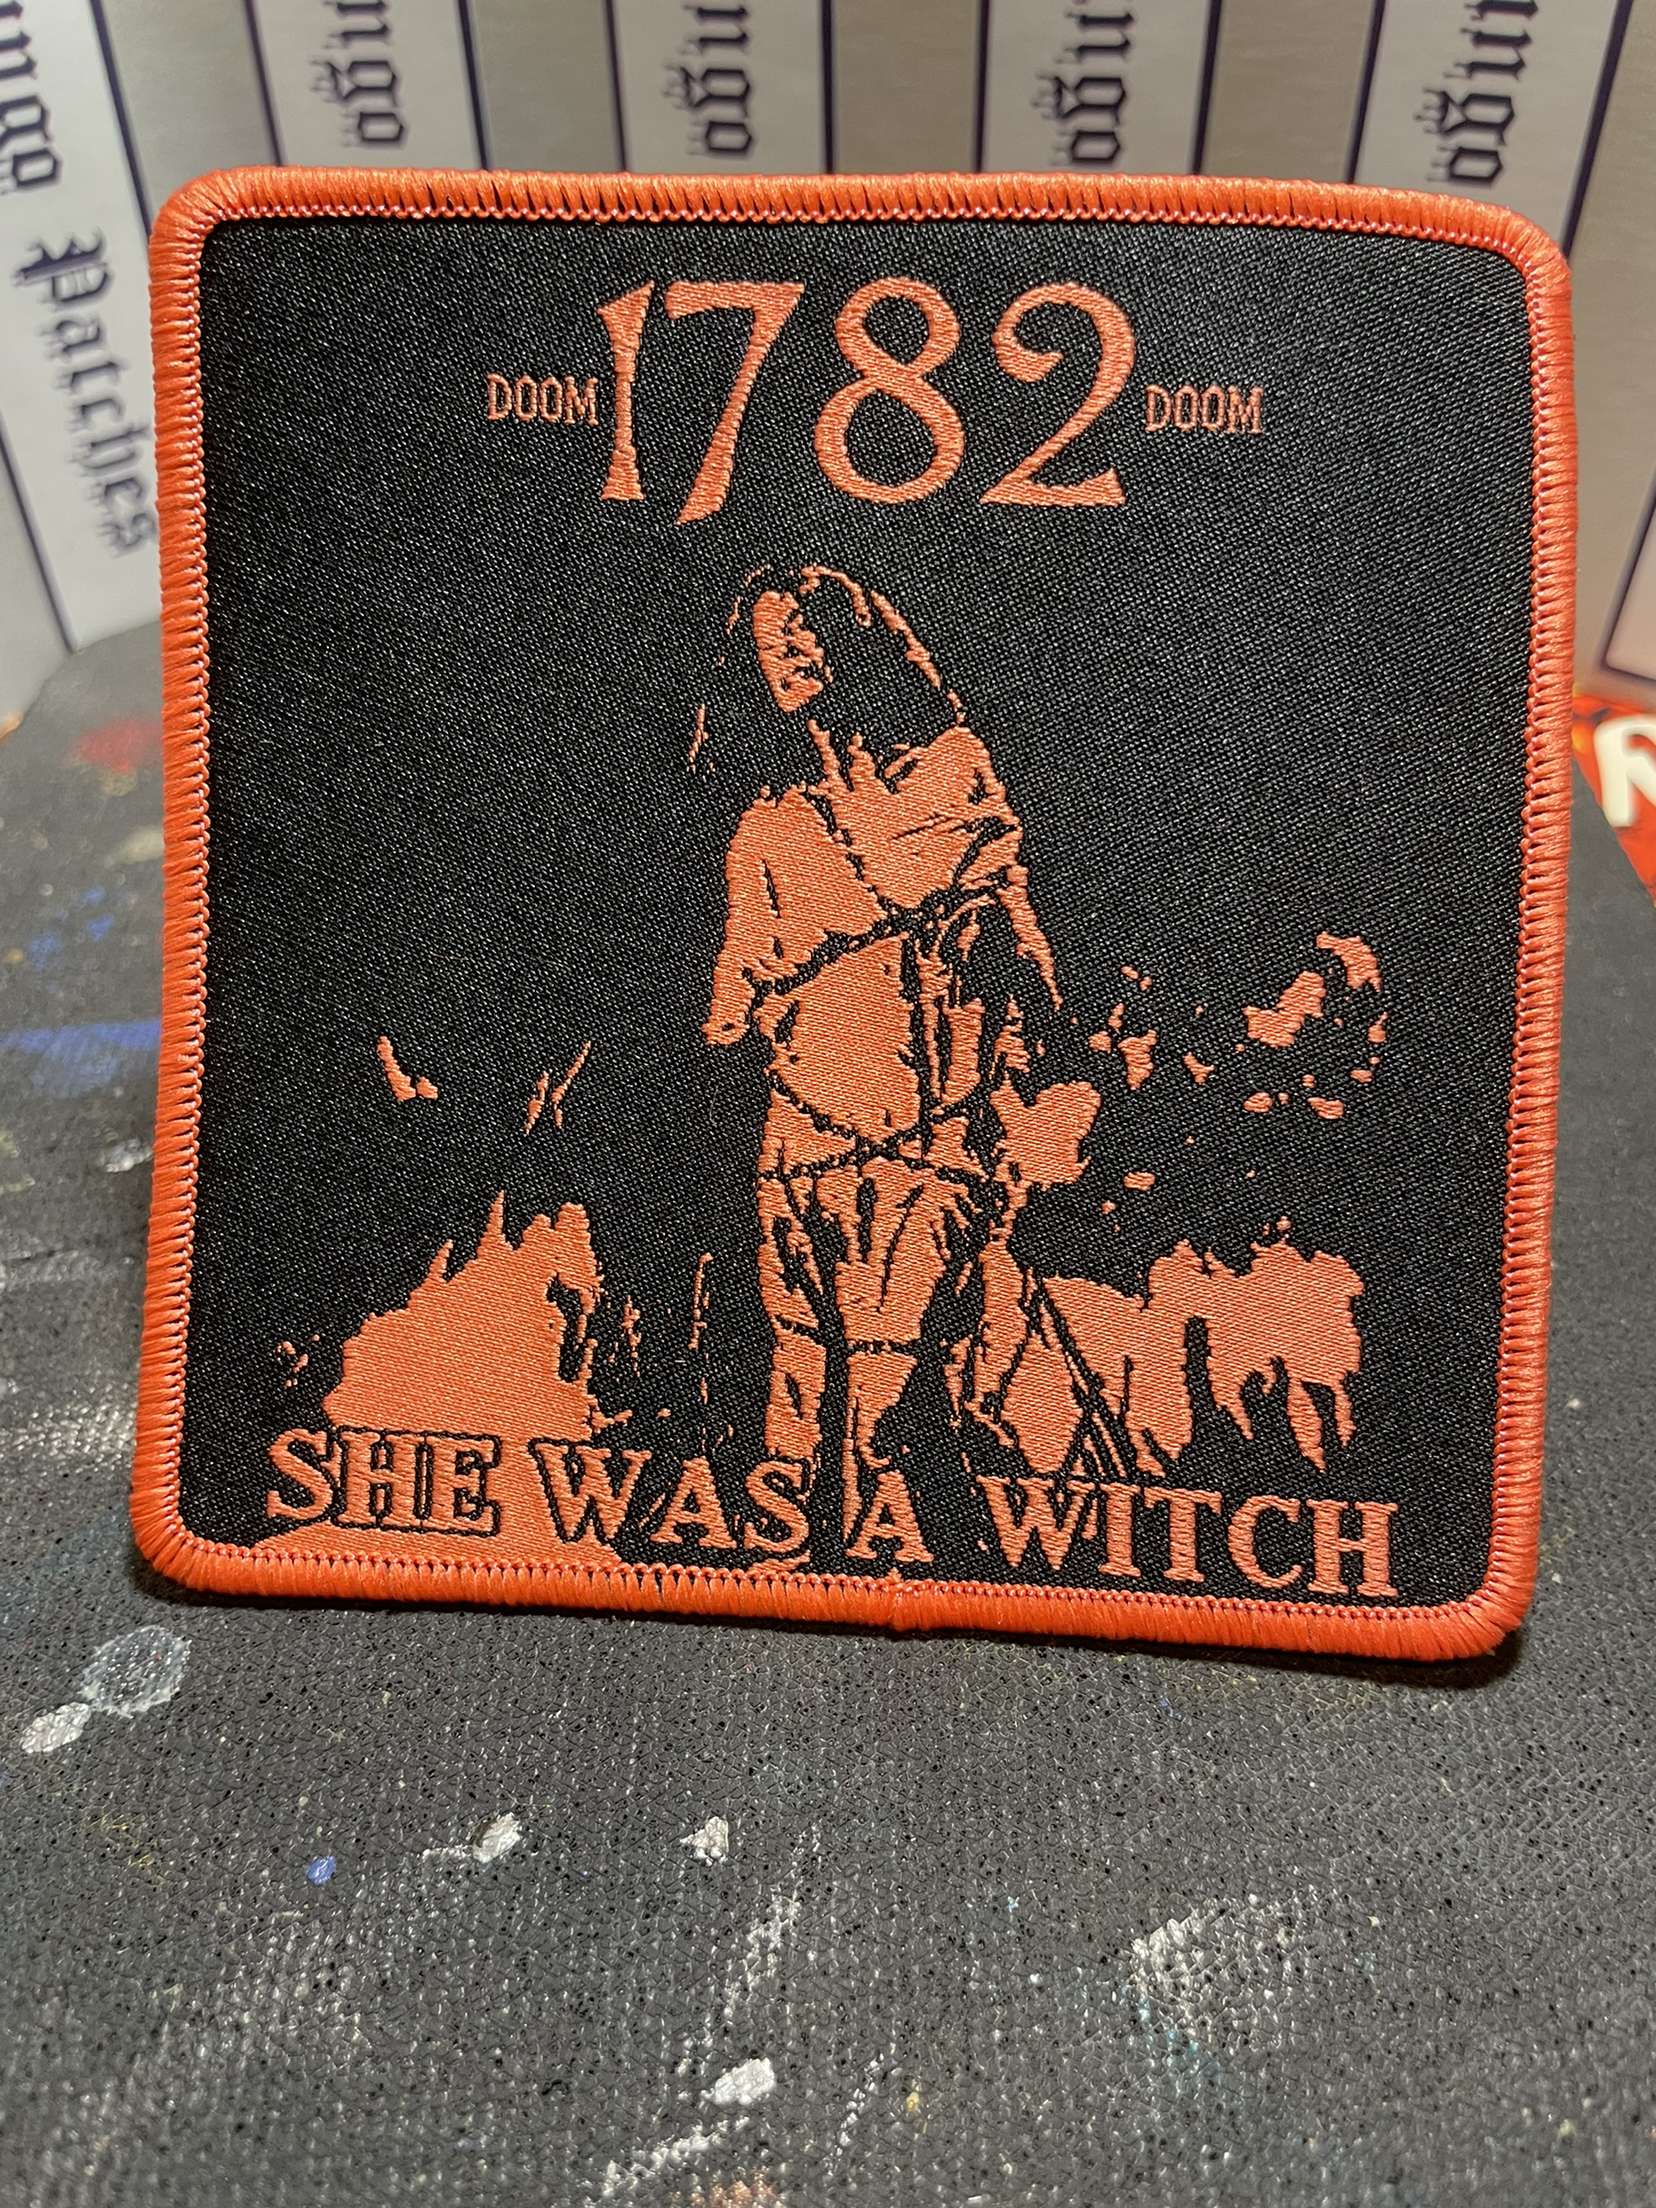 Patches
DOOM 1782 DOOM
SHE WAS A WITCH